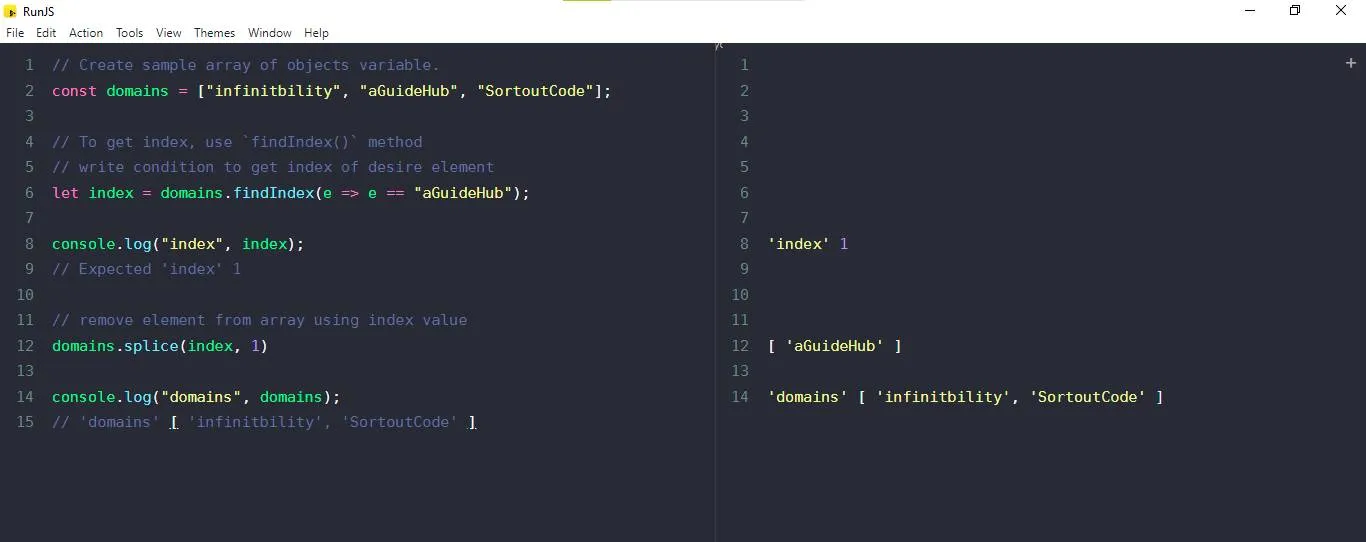 RunJS
File Edit Action Tools View Themes Window Help
1 // Create sample array of objects variable.
2 const domains = ["infinitbility", "aGuideHub", "SortoutCode"];
3
4 // To get index, use `findIndex()` method
5 // write condition to get index of desire element
6 let index = domains.findIndex(e => e == "aGuideHub");
7
8 console.log("index", index);
9 // Expected 'index' 1
10
11 // remove element from array using index value
12 domains.splice(index, 1)
13
14 console.log("domains", domains);
15 // 'domains' [ 'infinitbility', 'SortoutCode' ]
1
2
3
4
5
6
7
8 'index' 1
9
10
11
12 [ 'aGuideHub' ]
13
14 'domains' [ 'infinitbility', 'SortoutCode' ]